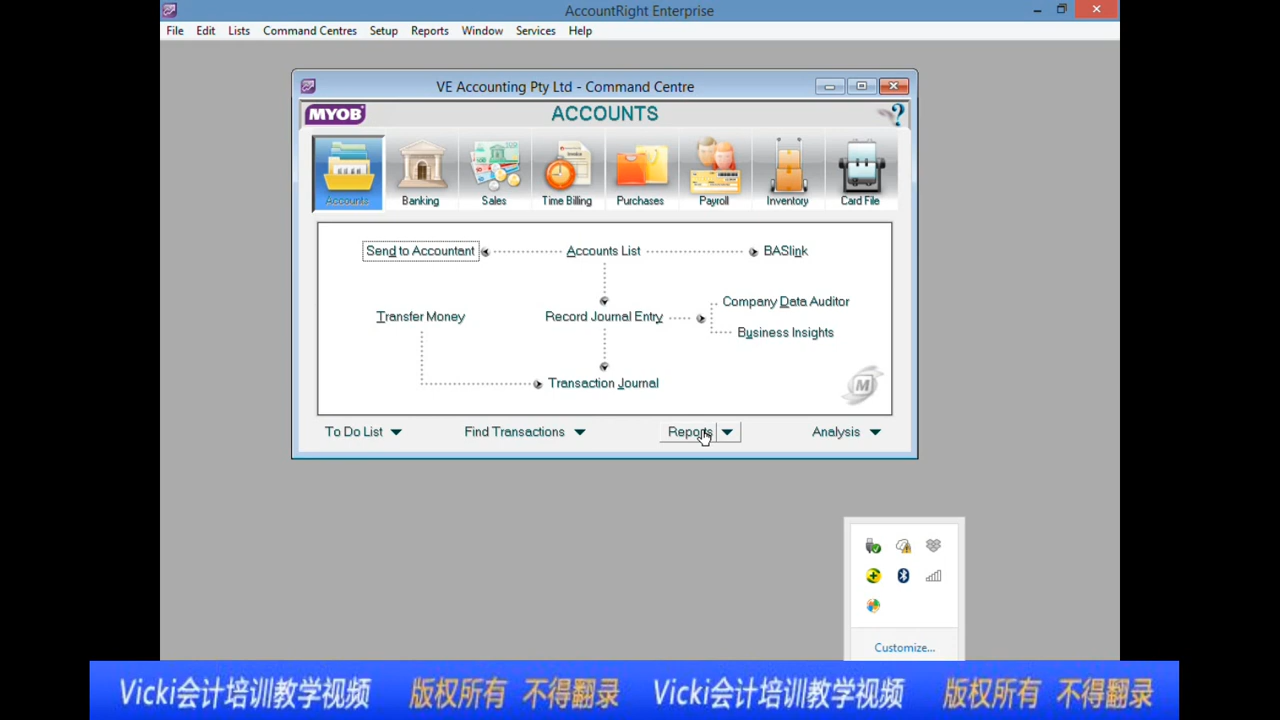 AccountRight Enterprise
File Edit Lists Command Centres Setup Reports Window Services Help
VE Accounting Pty Ltd - Command Centre
MYOB ACCOUNTS
Accounts Banking Sales Time Billing Purchases Payroll Inventory Card File
Send to Accountant Accounts List BASlink
Company Data Auditor
Transfer Money Record Journal Entry
Business Insights
Transaction Journal
M
To Do List Find Transactions Reports Analysis
Customize...
Vicki会计培训教学视频 版权所有 不得翻录 Vicki会计培训教学视频 版权所有 不得翻录